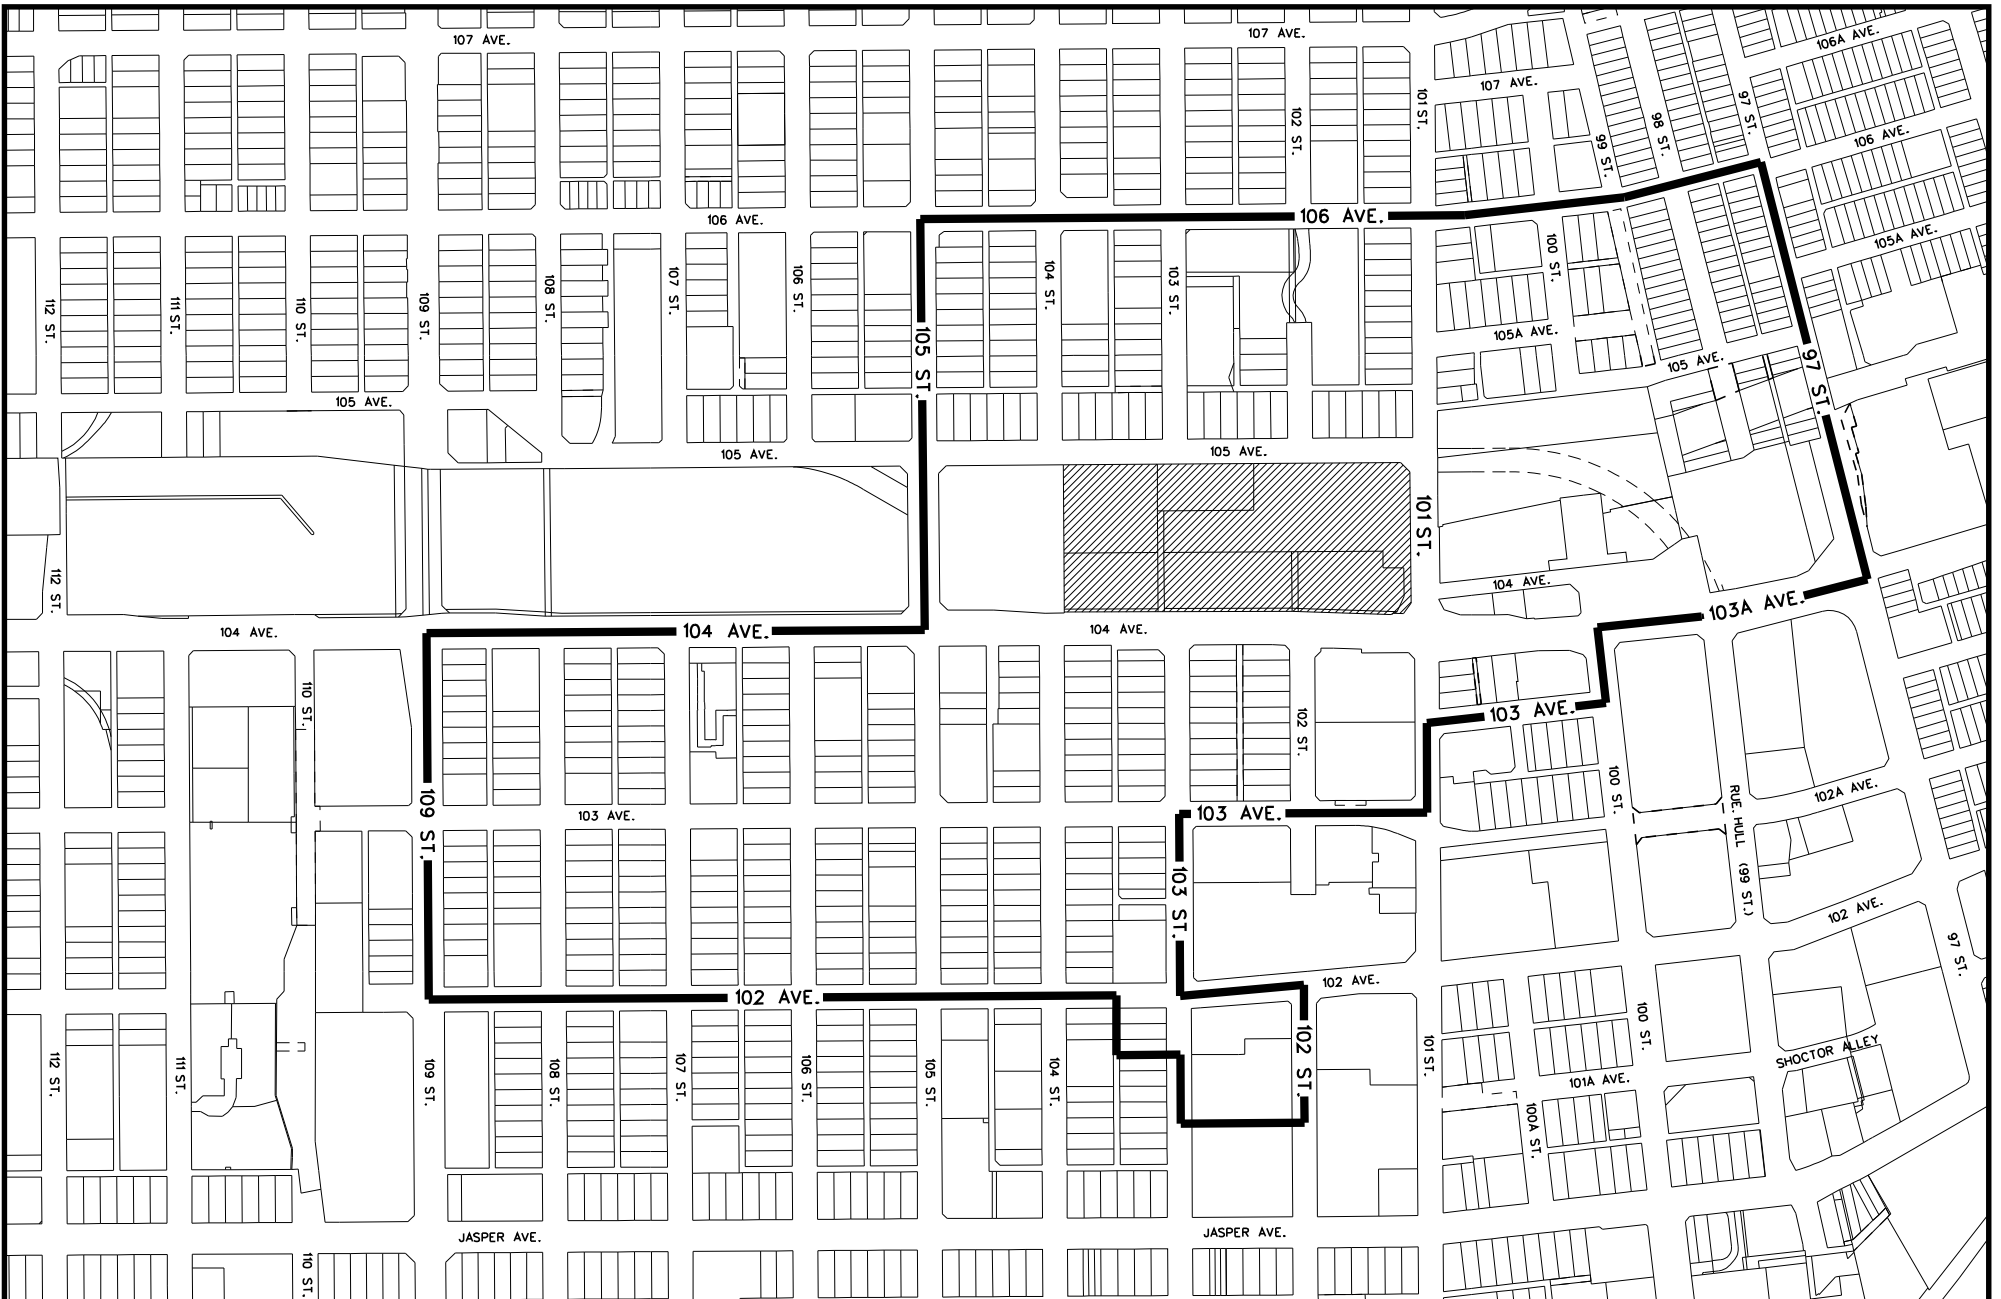 107 AVE.
107 AVE.
106A AVE.
107 AVE.
101 ST.
97 ST.
102 ST.
98 ST.
99 ST.
106 AVE.
106 AVE.
106 AVE.
105A AVE.
100 ST.
112 ST.
111 ST.
110 ST.
109 ST.
108 ST.
107 ST.
106 ST.
104 ST.
103 ST.
105 ST.
105A AVE.
105 AVE.
97 ST.
105 AVE.
105 AVE.
105 AVE.
101 ST.
112 ST.
104 AVE.
103A AVE.
104 AVE.
104 AVE.
104 AVE.
110 ST.
103 AVE.
102 ST.
100 ST.
RUE. HULL (99 ST.)
102A AVE.
109 ST.
103 AVE.
103 AVE.
103 ST.
102 AVE.
97 ST.
102 AVE.
102 AVE.
100 ST.
102 ST.
101 ST.
SHOCTOR ALLEY
112 ST.
111 ST.
109 ST.
108 ST.
107 ST.
106 ST.
105 ST.
104 ST.
101A AVE.
100A ST.
JASPER AVE.
JASPER AVE.
110 ST.